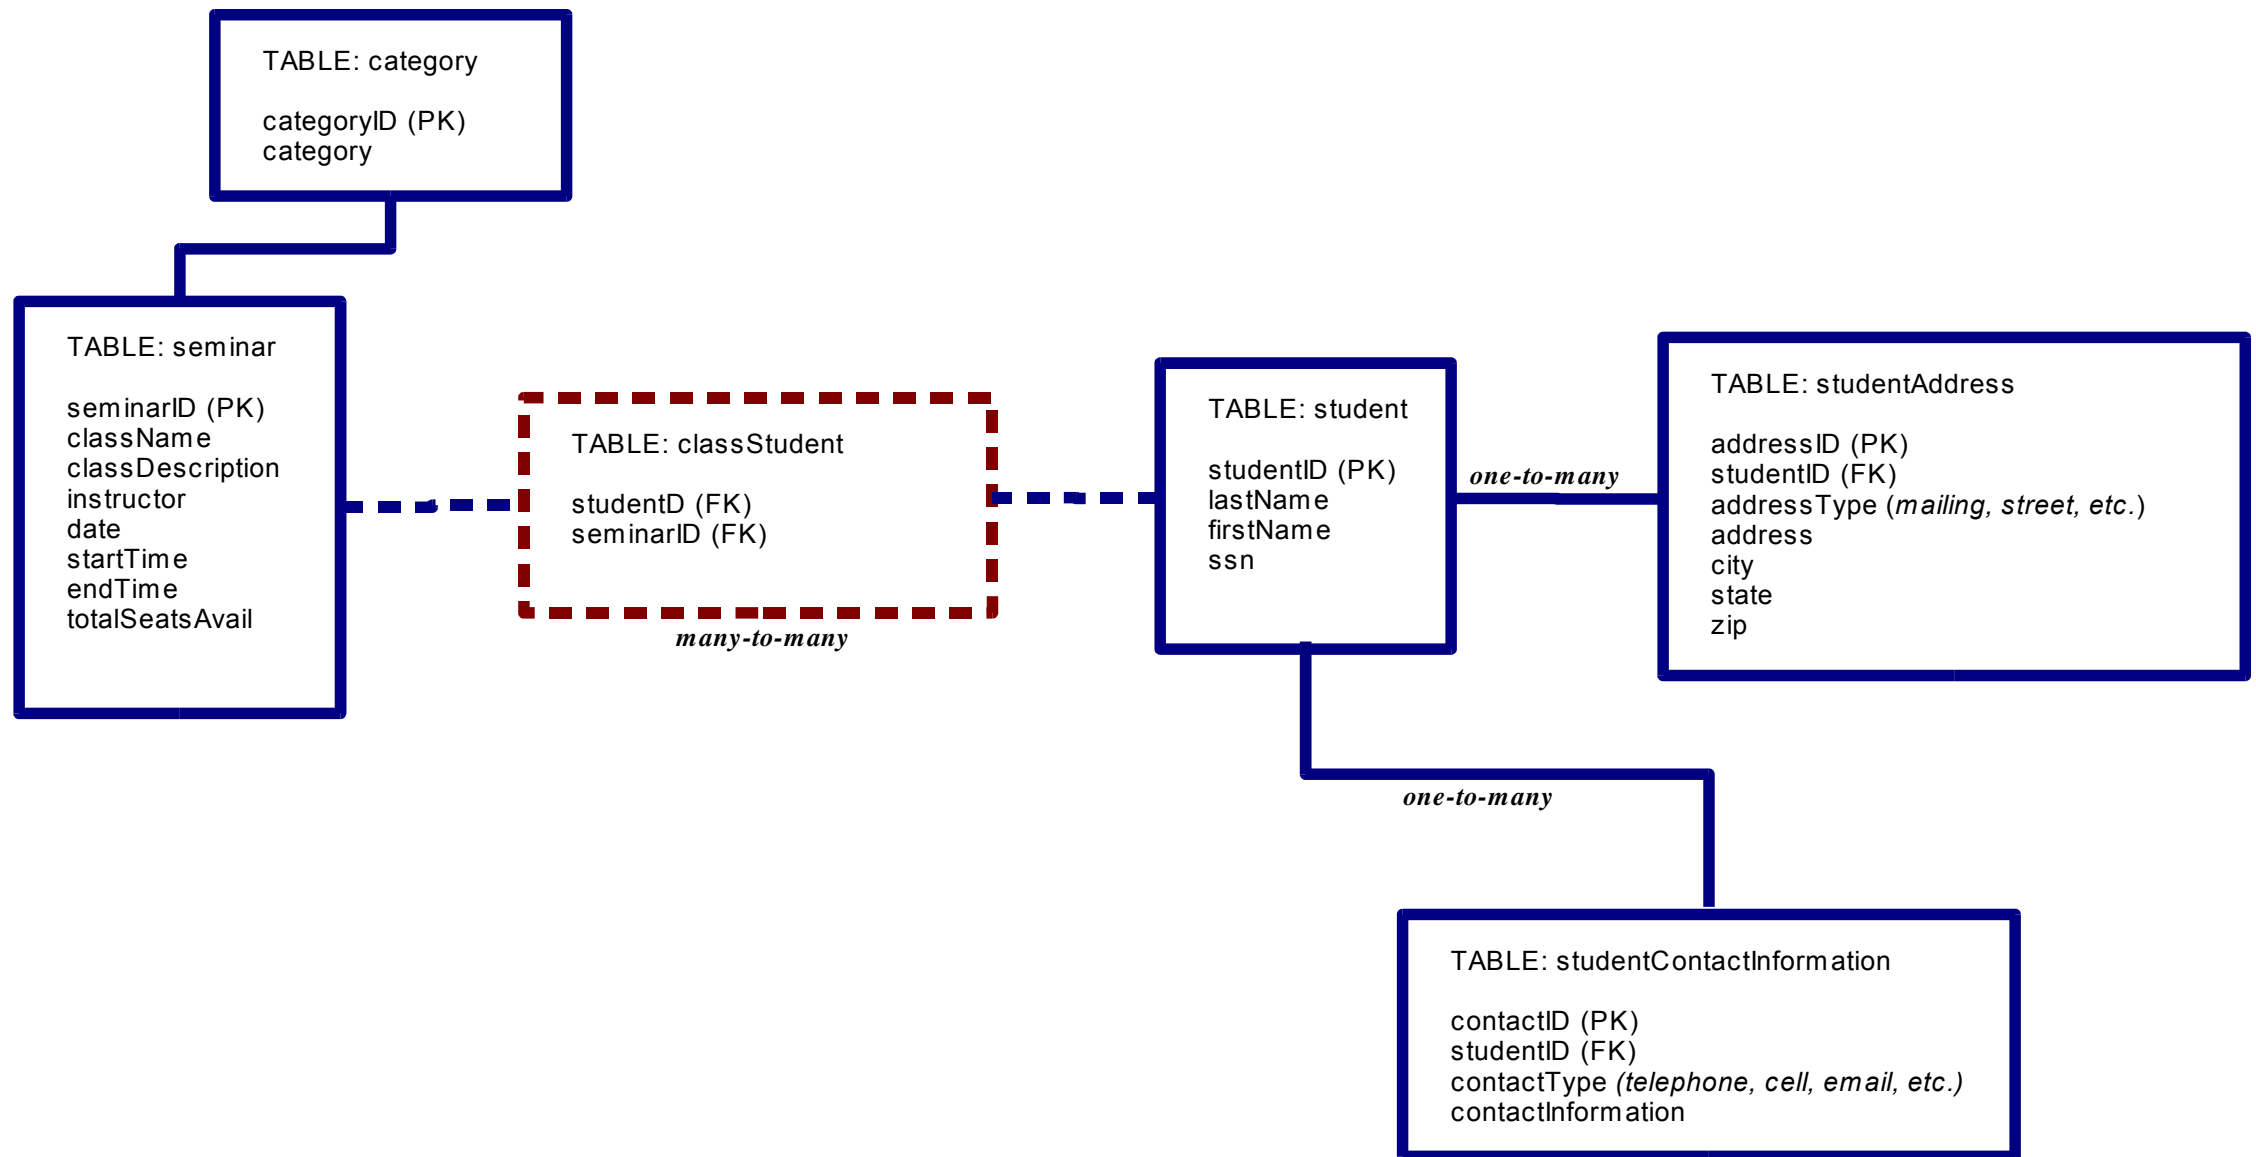 TABLE: category
categoryID (PK)
category
TABLE: seminar
seminarID (PK)
className
classDescription
instructor
date
startTime
endTime
totalSeatsAvail
TABLE: classStudent
studentD (FK)
seminarID (FK)
many-to-many
TABLE: student
studentID (PK)
lastName
firstName
ssn
one-to-many
TABLE: studentAddress
addressID (PK)
studentID (FK)
addressType (mailing, street, etc.)
address
city
state
zip
one-to-many
TABLE: studentContactInformation
contactID (PK)
studentID (FK)
contactType (telephone, cell, email, etc.)
contactInformation